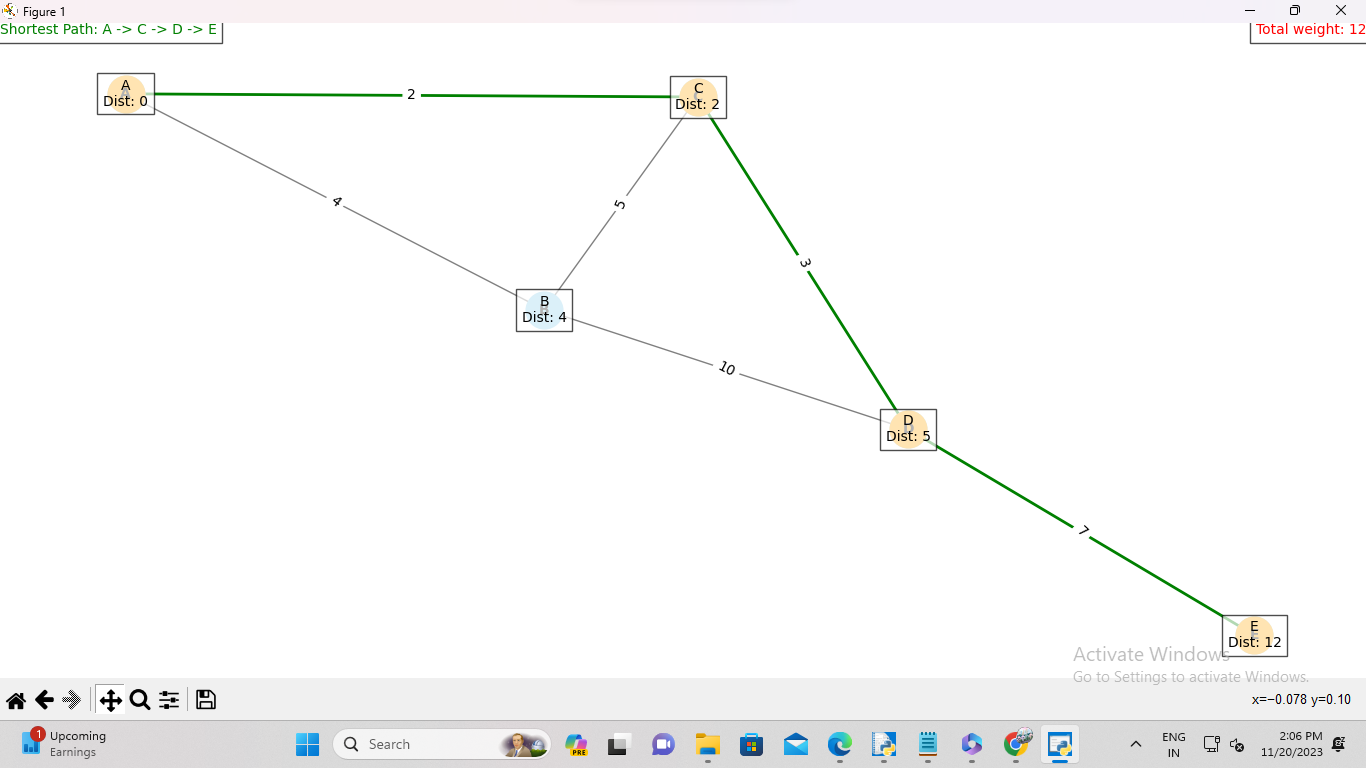 Figure 1
Shortest Path: A -> C -> D -> E
Total weight: 12
A
Dist: 0
2
C
Dist: 2
4
5
3
B
Dist: 4
10
D
Dist: 5
7
E
Dist: 12
Activate Windows
Go to Settings to activate Windows.
x=−0.078 y=0.10
1
Upcoming
Earnings
Search
PRE
ENG
IN
2:06 PM
11/20/2023